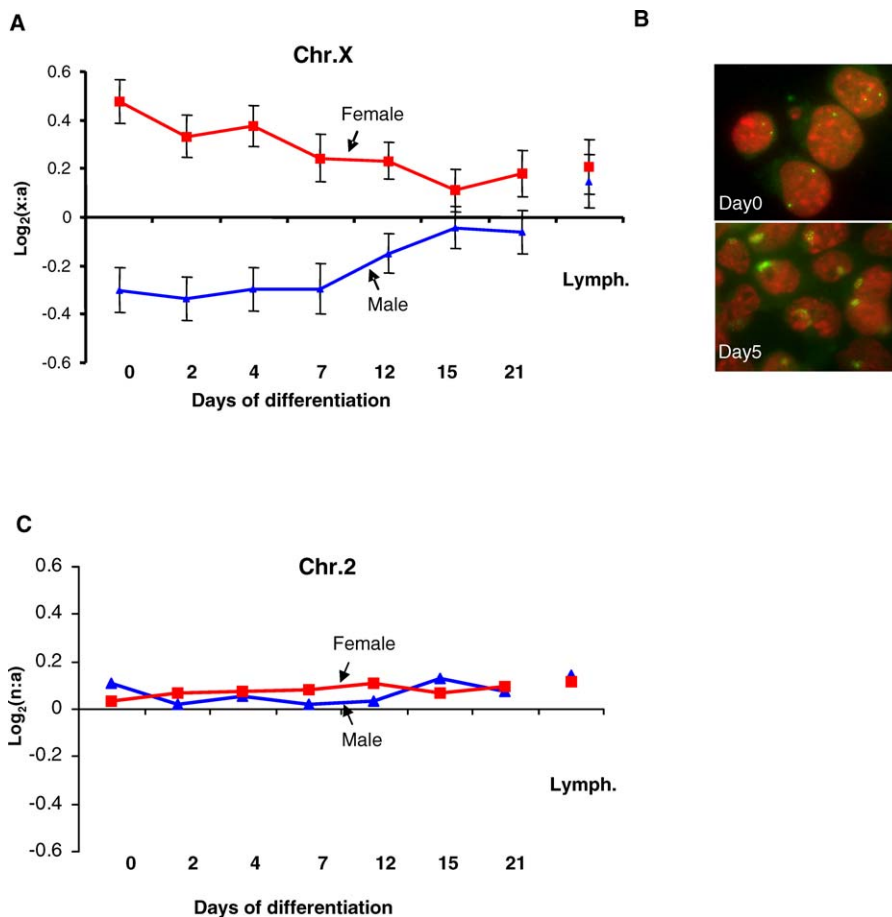 A
B
Chr.X
0.6
0.4
0.2
0
-0.2
-0.4
-0.6
Log2(x:a)
Female
Male
Lymph.
0 2 4 7 12 15 21
Days of differentiation
Day0
Day5
C
Chr.2
0.6
0.4
0.2
0
-0.2
-0.4
-0.6
Log2(n:a)
Female
Male
Lymph.
0 2 4 7 12 15 21
Days of differentiation